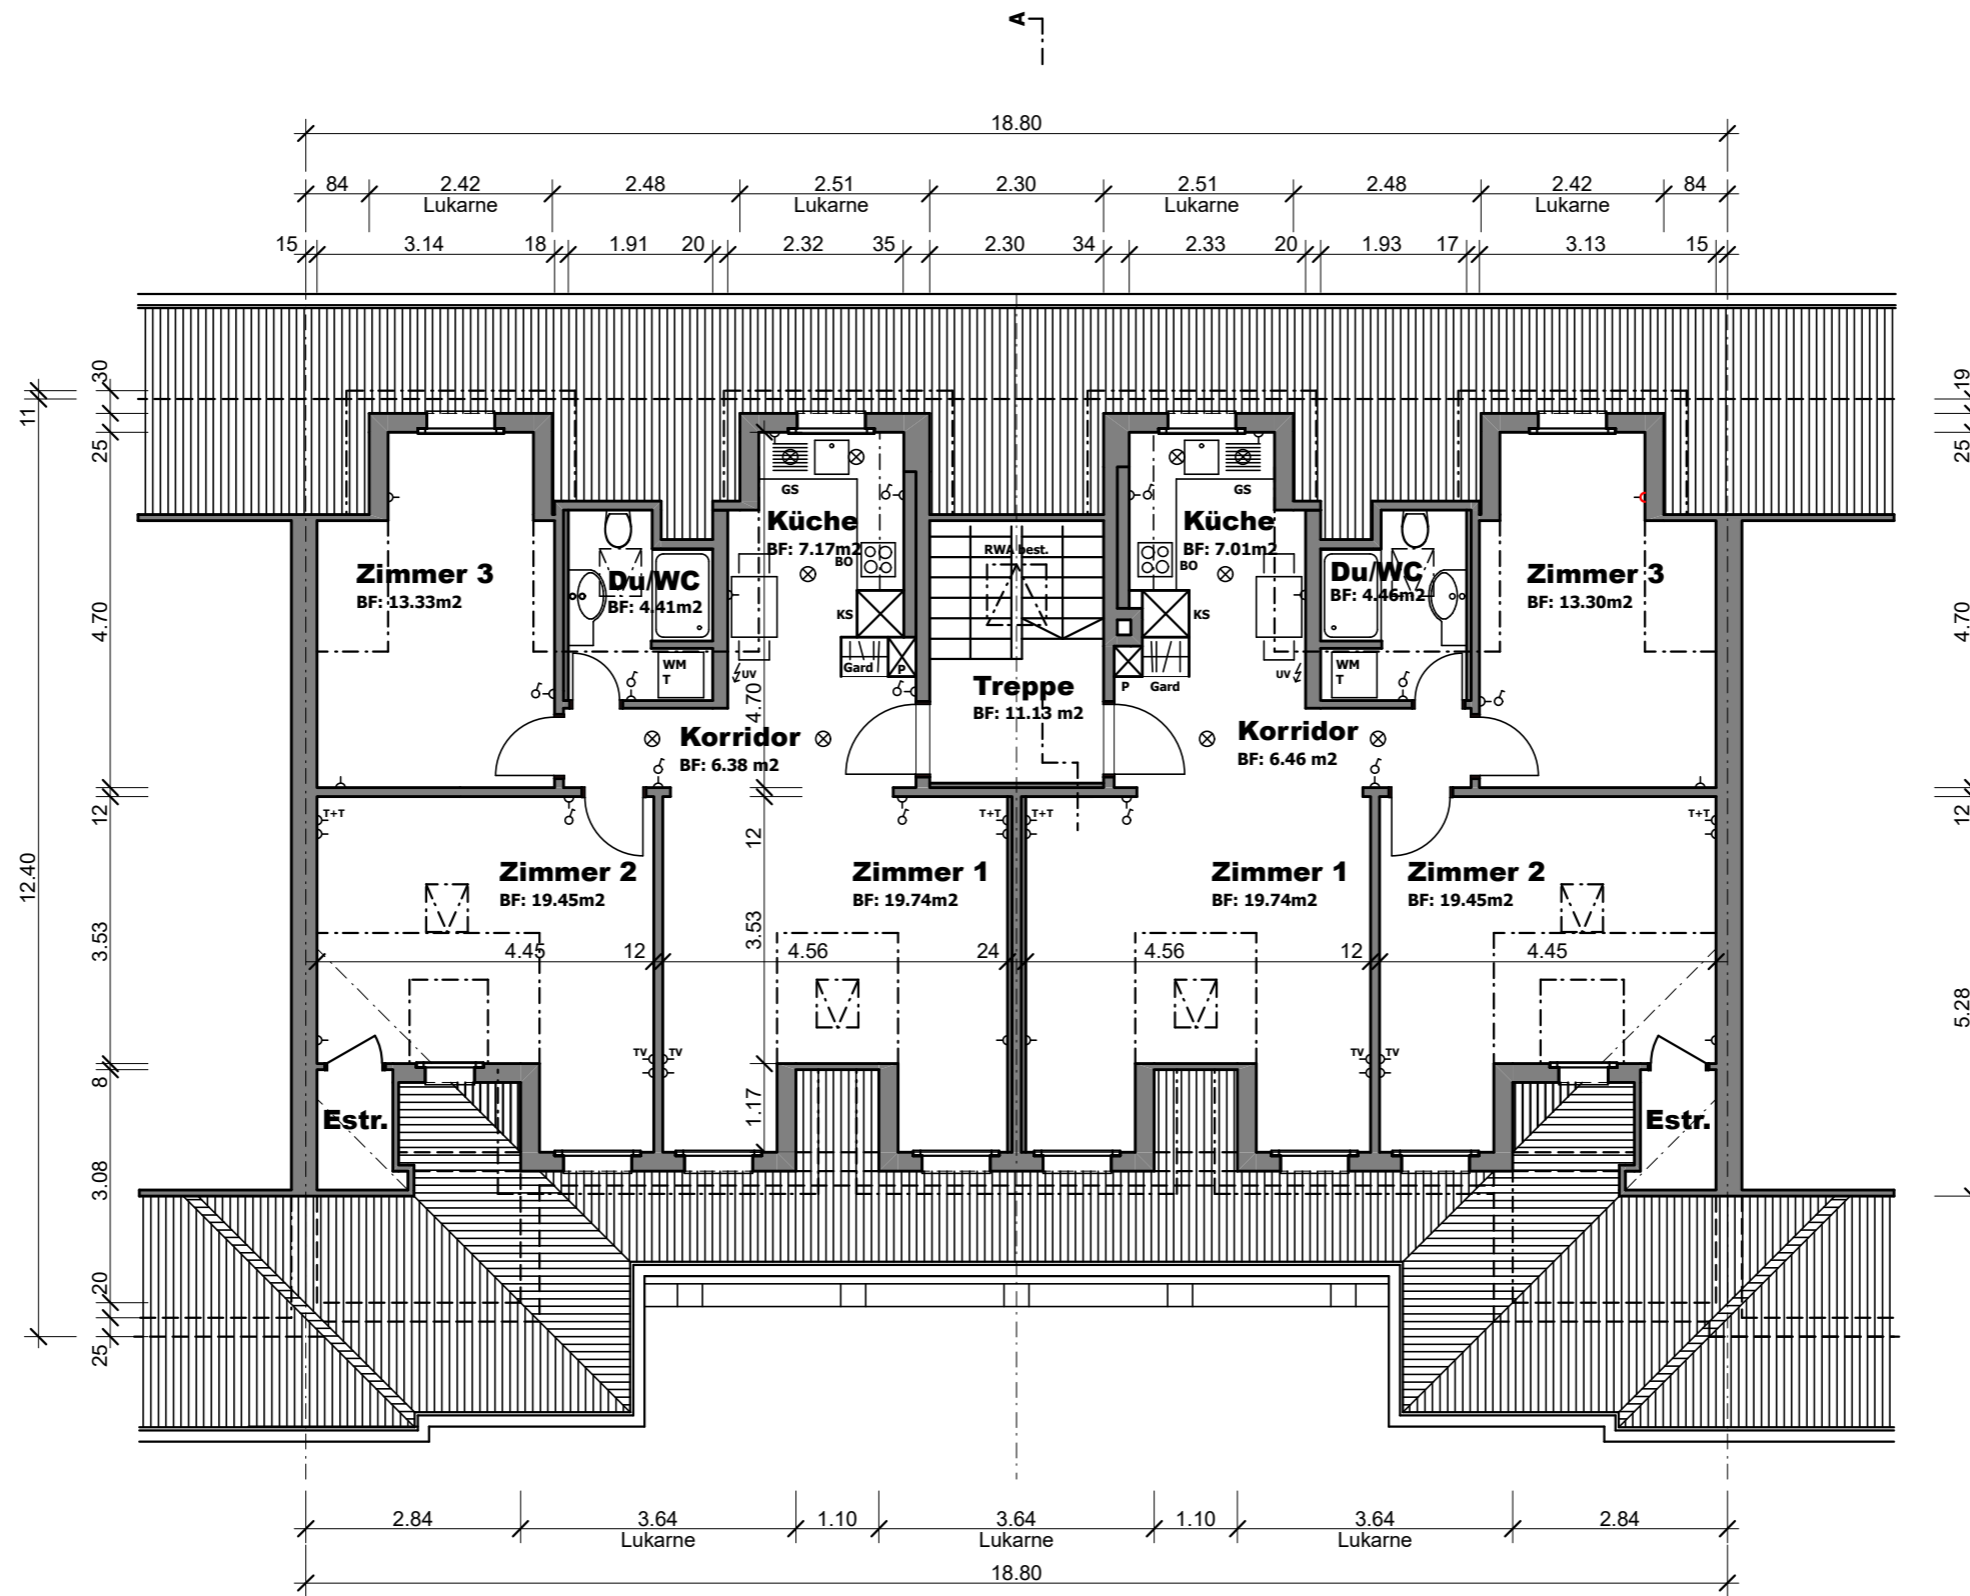 A
18.80
84 2.42 2.48 2.51 2.30 2.51 2.48 2.42 84
Lukarne Lukarne Lukarne Lukarne
15 3.14 18 1.91 20 2.32 35 2.30 34 2.33 20 1.93 17 3.13 15
30
11
25
4.70
12
12.40
3.53
8
3.08
20
25
19
25
4.70
12
5.28
GS
GS
Küche
BF: 7.17m2
BO
Küche
BF: 7.01m2
BO
RWA best.
Zimmer 3
BF: 13.33m2
Du/WC
BF: 4.41m2
Du/WC
BF: 4.46m2
Zimmer 3
BF: 13.30m2
KS
KS
WM
T
UV
Gard
P
P
Gard
UV
WM
T
Treppe
BF: 11.13 m2
4.70
Korridor
BF: 6.38 m2
Korridor
BF: 6.46 m2
T+T
T+T
T+T
T+T
12
Zimmer 2
BF: 19.45m2
Zimmer 1
BF: 19.74m2
Zimmer 1
BF: 19.74m2
Zimmer 2
BF: 19.45m2
3.53
4.45 12 4.56 24 4.56 12 4.45
TV TV
TV TV
1.17
Estr.
Estr.
2.84 3.64 1.10 3.64 1.10 3.64 2.84
Lukarne Lukarne Lukarne
18.80